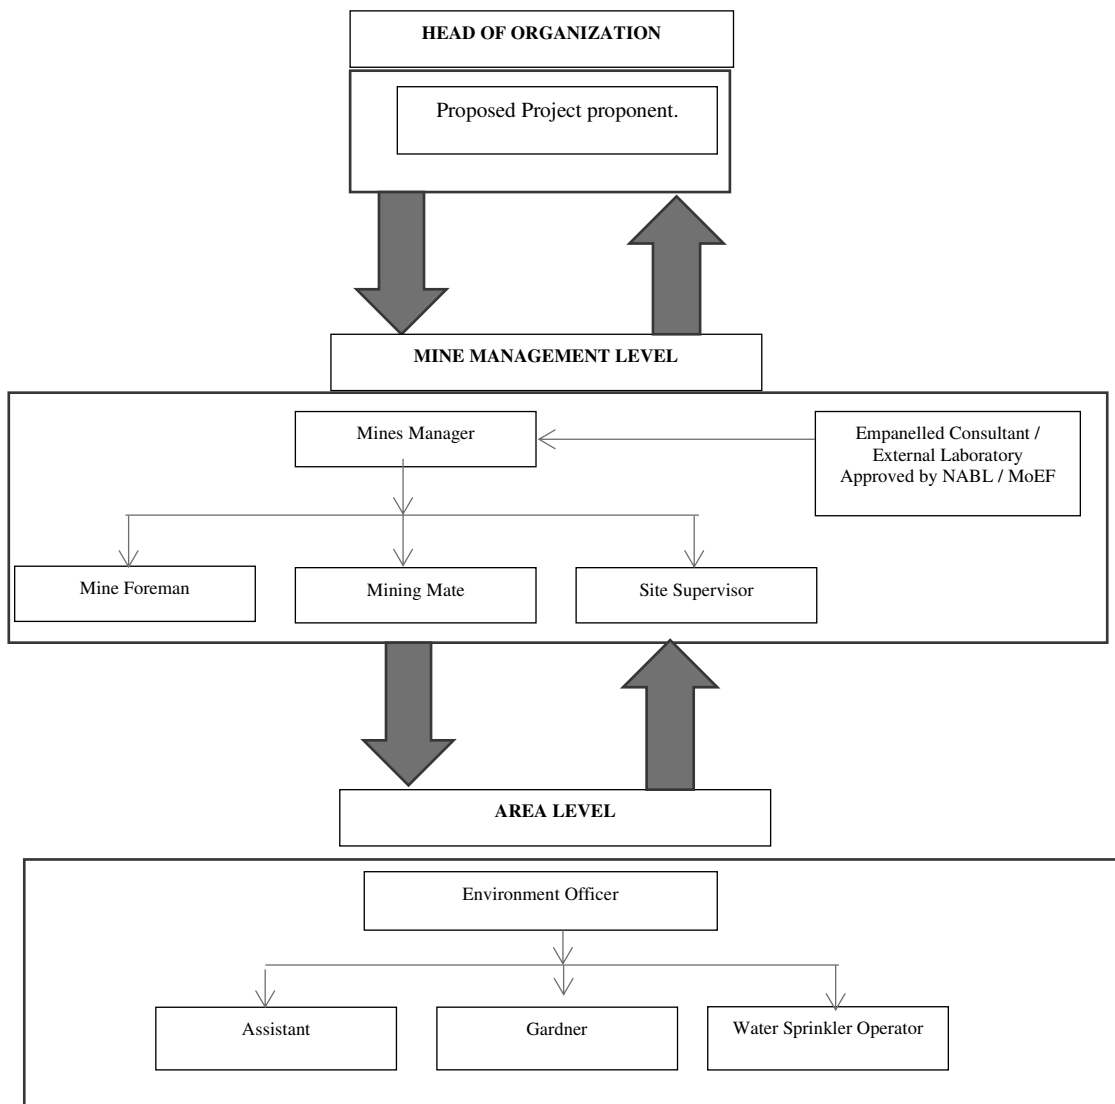 HEAD OF ORGANIZATION
Proposed Project proponent.
MINE MANAGEMENT LEVEL
Mines Manager
Empanelled Consultant /
External Laboratory
Approved by NABL / MoEF
Mine Foreman
Mining Mate
Site Supervisor
AREA LEVEL
Environment Officer
Assistant
Gardner
Water Sprinkler Operator